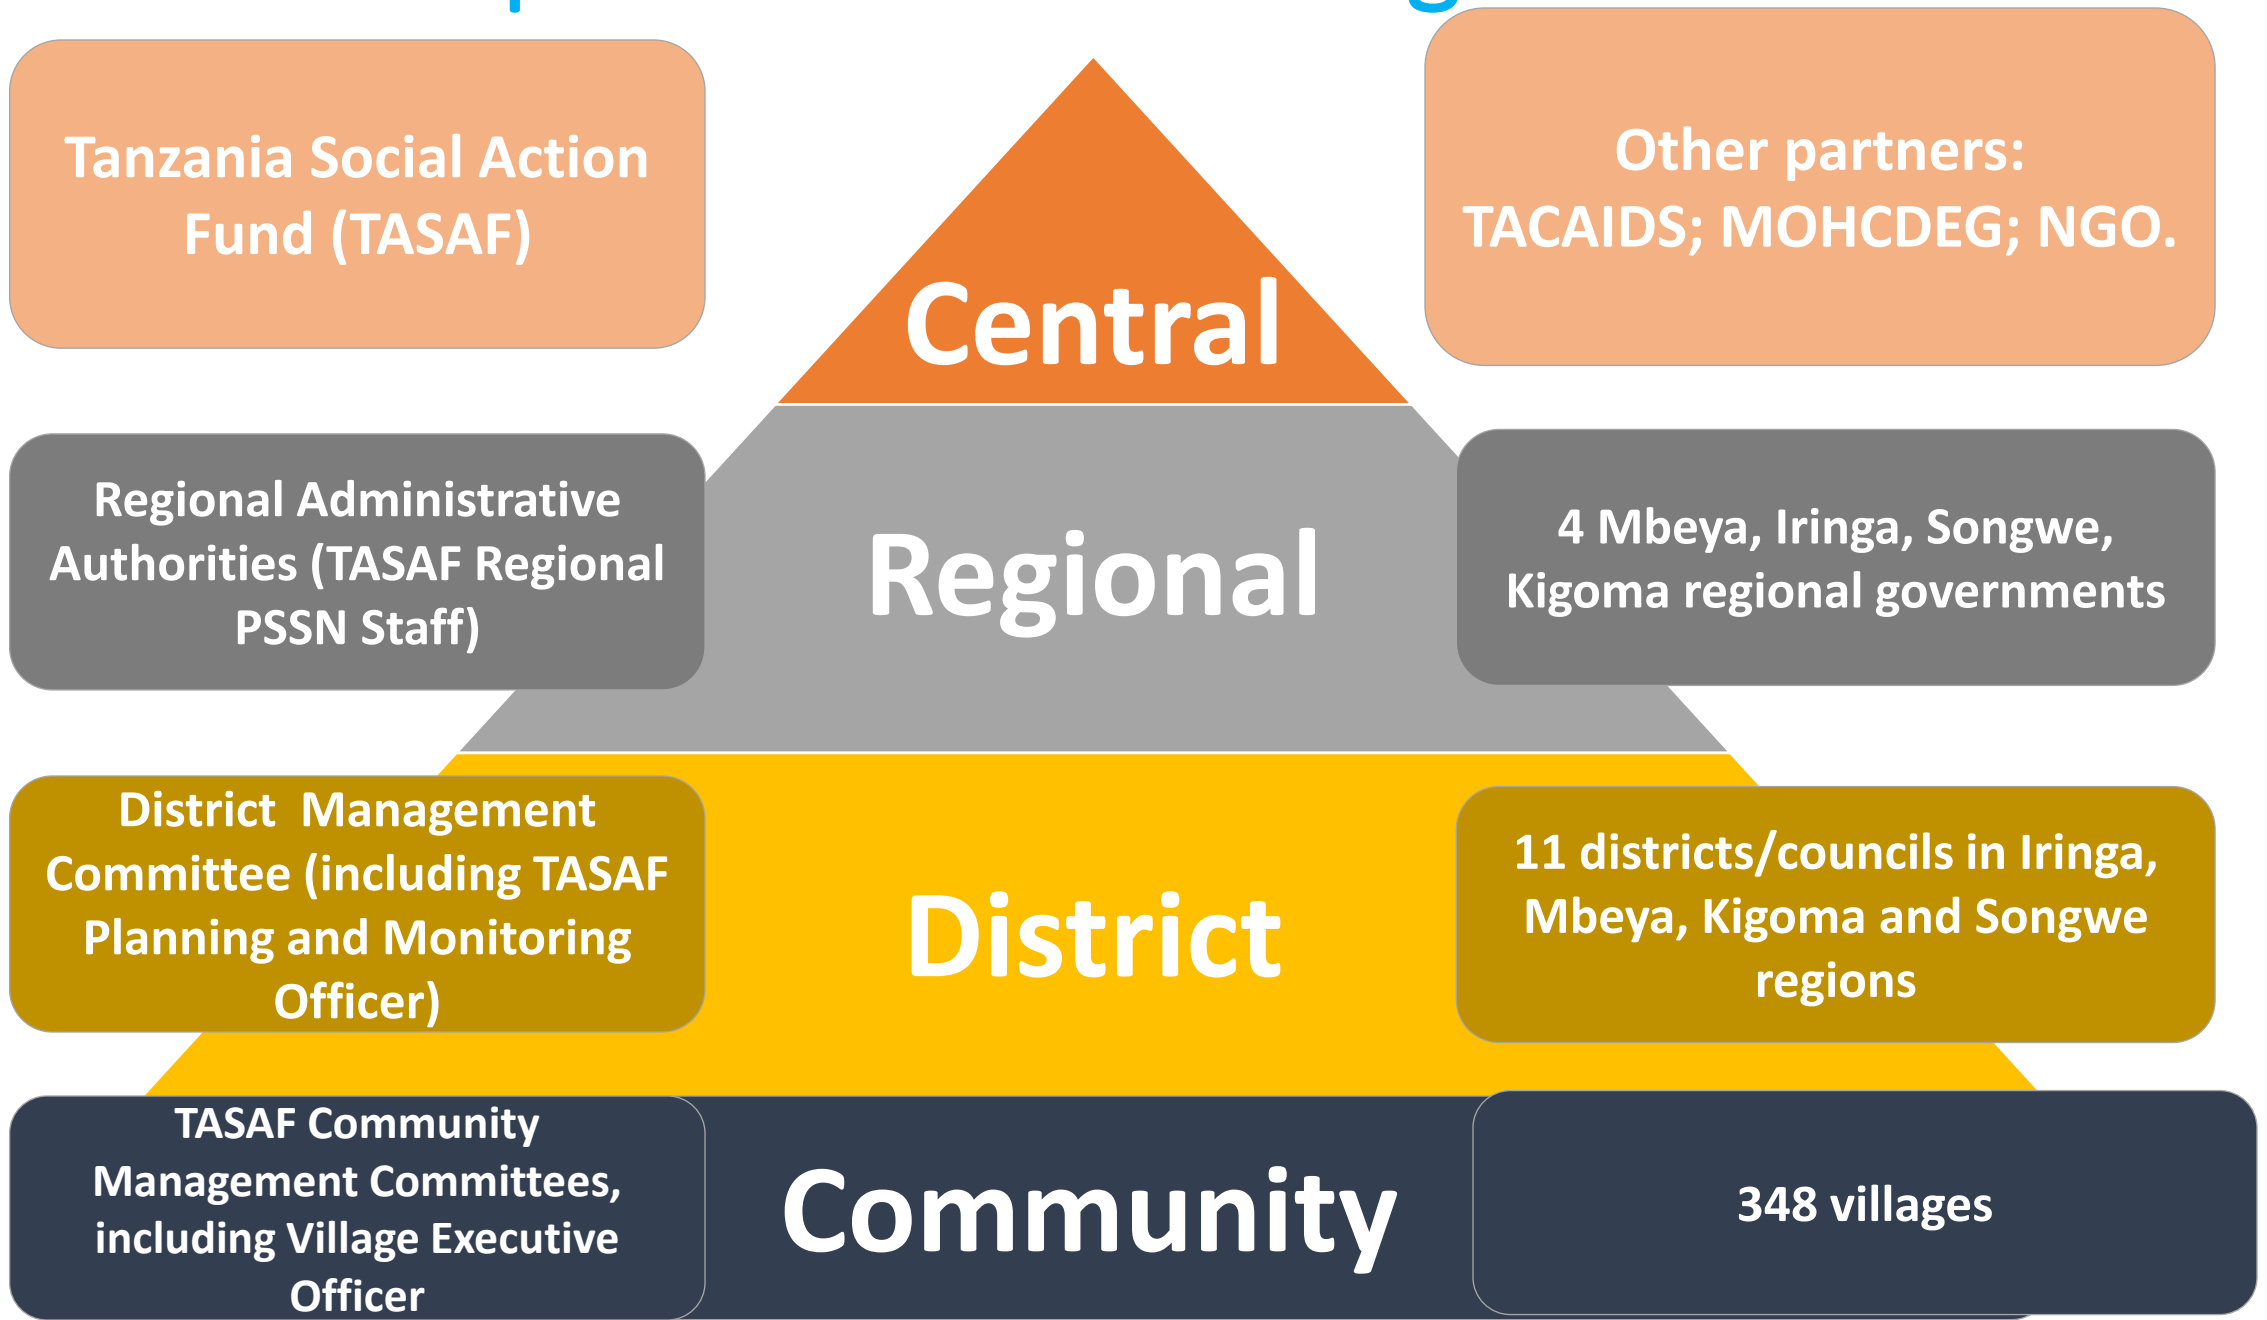 Tanzania Social Action
Fund (TASAF)
Central
Other partners:
TACAIDS; MOHCDEG; NGO.
Regional Administrative
Authorities (TASAF Regional
PSSN Staff)
Regional
4 Mbeya, Iringa, Songwe,
Kigoma regional governments
District Management
Committee (including TASAF
Planning and Monitoring
Officer)
District
11 districts/councils in Iringa,
Mbeya, Kigoma and Songwe
regions
TASAF Community
Management Committees,
including Village Executive
Officer
Community
348 villages